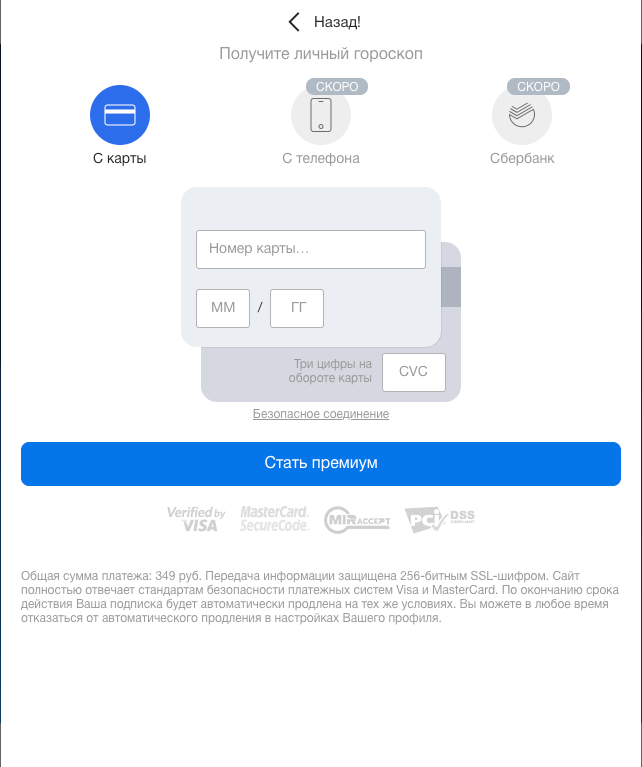 Назад!
Получите личный гороскоп
СКОРО
СКОРО
С карты
С телефона
Сбербанк
Номер карты...
ММ / ГГ
Три цифры на
обороте карты
CVC
Безопасное соединение
Стать премиум
Verified by
VISA
MasterCard.
SecureCode.
MIR ACCEPT
PCI DSS
COMPLIANT
Общая сумма платежа: 349 руб. Передача информации защищена 256-битным SSL-шифром. Сайт
полностью отвечает стандартам безопасности платежных систем Visa и MasterCard. По окончанию срока
действия Ваша подписка будет автоматически продлена на тех же условиях. Вы можете в любое время
отказаться от автоматического продления в настройках Вашего профиля.